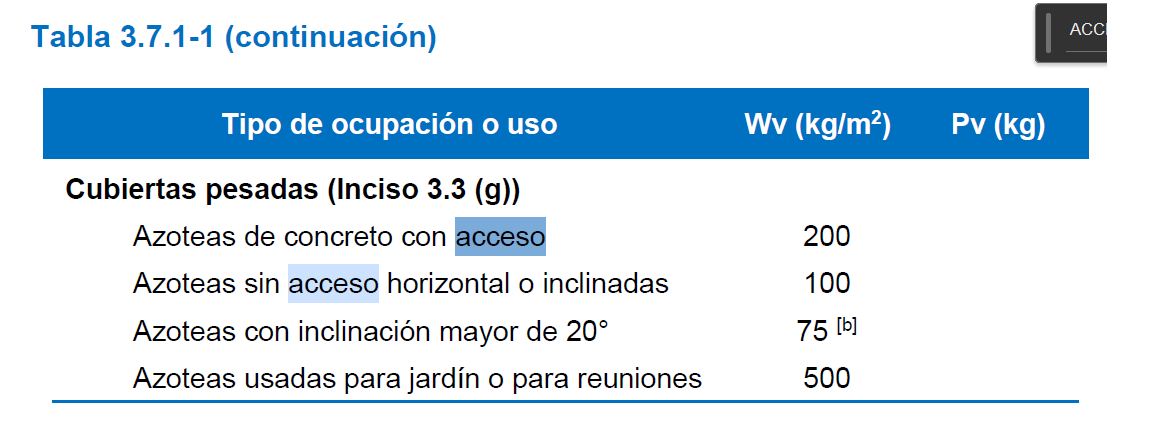 Tabla 3.7.1-1 (continuación)
Tipo de ocupación o uso Wv (kg/m²) Pv (kg)
Cubiertas pesadas (Inciso 3.3 (g))
Azoteas de concreto con acceso 200
Azoteas sin acceso horizontal o inclinadas 100
Azoteas con inclinación mayor de 20° 75 [b]
Azoteas usadas para jardín o para reuniones 500